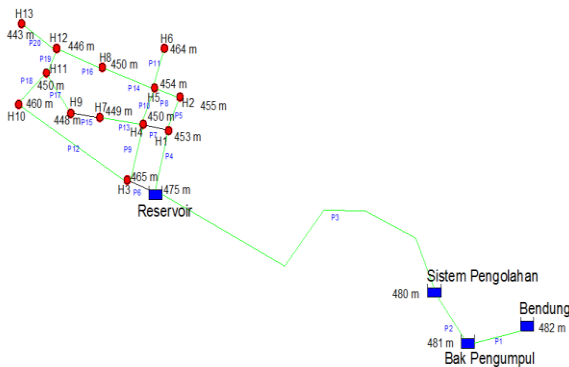 H13
443 m
P20
H12
446 m
P19
H11
450 m
P18
P17
H10
460 m
H9
448 m
P15
H7
449 m
H8
450 m
P16
H6
464 m
P11
P14
454 m
H5
P8
H2
455 m
P10
P5
P13
450 m
H4
P7
H1
453 m
P12
P9
P4
465 m
H3
P6
475 m
Reservoir
P3
Sistem Pengolahan
480 m
P2
Bendung
482 m
P1
481 m
Bak Pengumpul